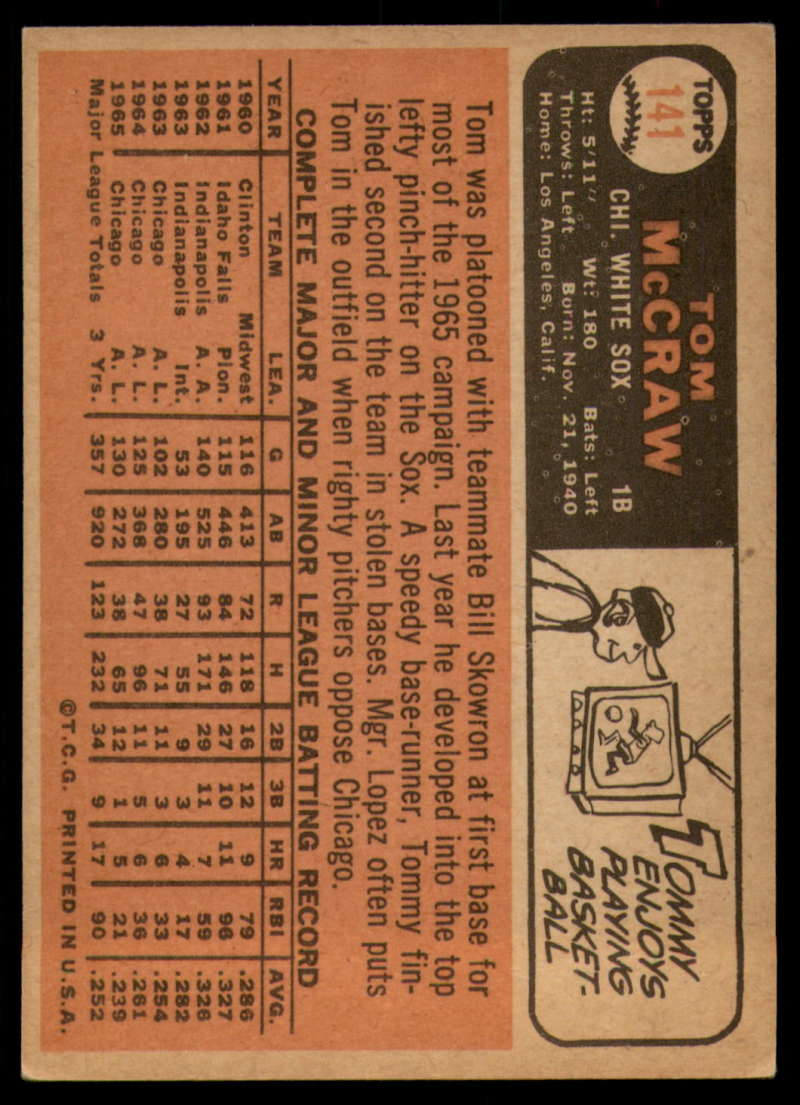 TOPPS
141
TOM
McCRAW
CHI. WHITE SOX 1B
Ht: 5'11" Wt: 180 Bats: Left
Throws: Left Born: Nov. 21, 1940
Home: Los Angeles, Calif.
TOMMY
ENJOYS
PLAYING
BASKET-
BALL
Tom was platooned with teammate Bill Skowron at first base for
most of the 1965 campaign. Last year he developed into the top
lefty pinch-hitter on the Sox. A speedy base-runner, Tommy fin-
ished second on the team in stolen bases. Mgr. Lopez often puts
Tom in the outfield when righty pitchers oppose Chicago.
COMPLETE MAJOR AND MINOR LEAGUE BATTING RECORD
YEAR TEAM LEA. G AB R H 2B 3B HR RBI AVG.
1960 Clinton Midwest 116 413 72 118 16 12 9 79 .286
1961 Idaho Falls Pion. 115 446 84 146 27 10 11 96 .327
1962 Indianapolis A. A. 140 525 93 171 29 11 7 59 .326
1963 Indianapolis Int. 53 195 27 55 9 3 4 17 .282
1963 Chicago A. L. 102 280 38 71 11 3 6 33 .254
1964 Chicago A. L. 125 368 47 96 11 5 6 36 .261
1965 Chicago A. L. 130 272 38 65 12 1 5 21 .239
Major League Totals 3 Yrs. 357 920 123 232 34 9 17 90 .252
©T.C.G. PRINTED IN U.S.A.